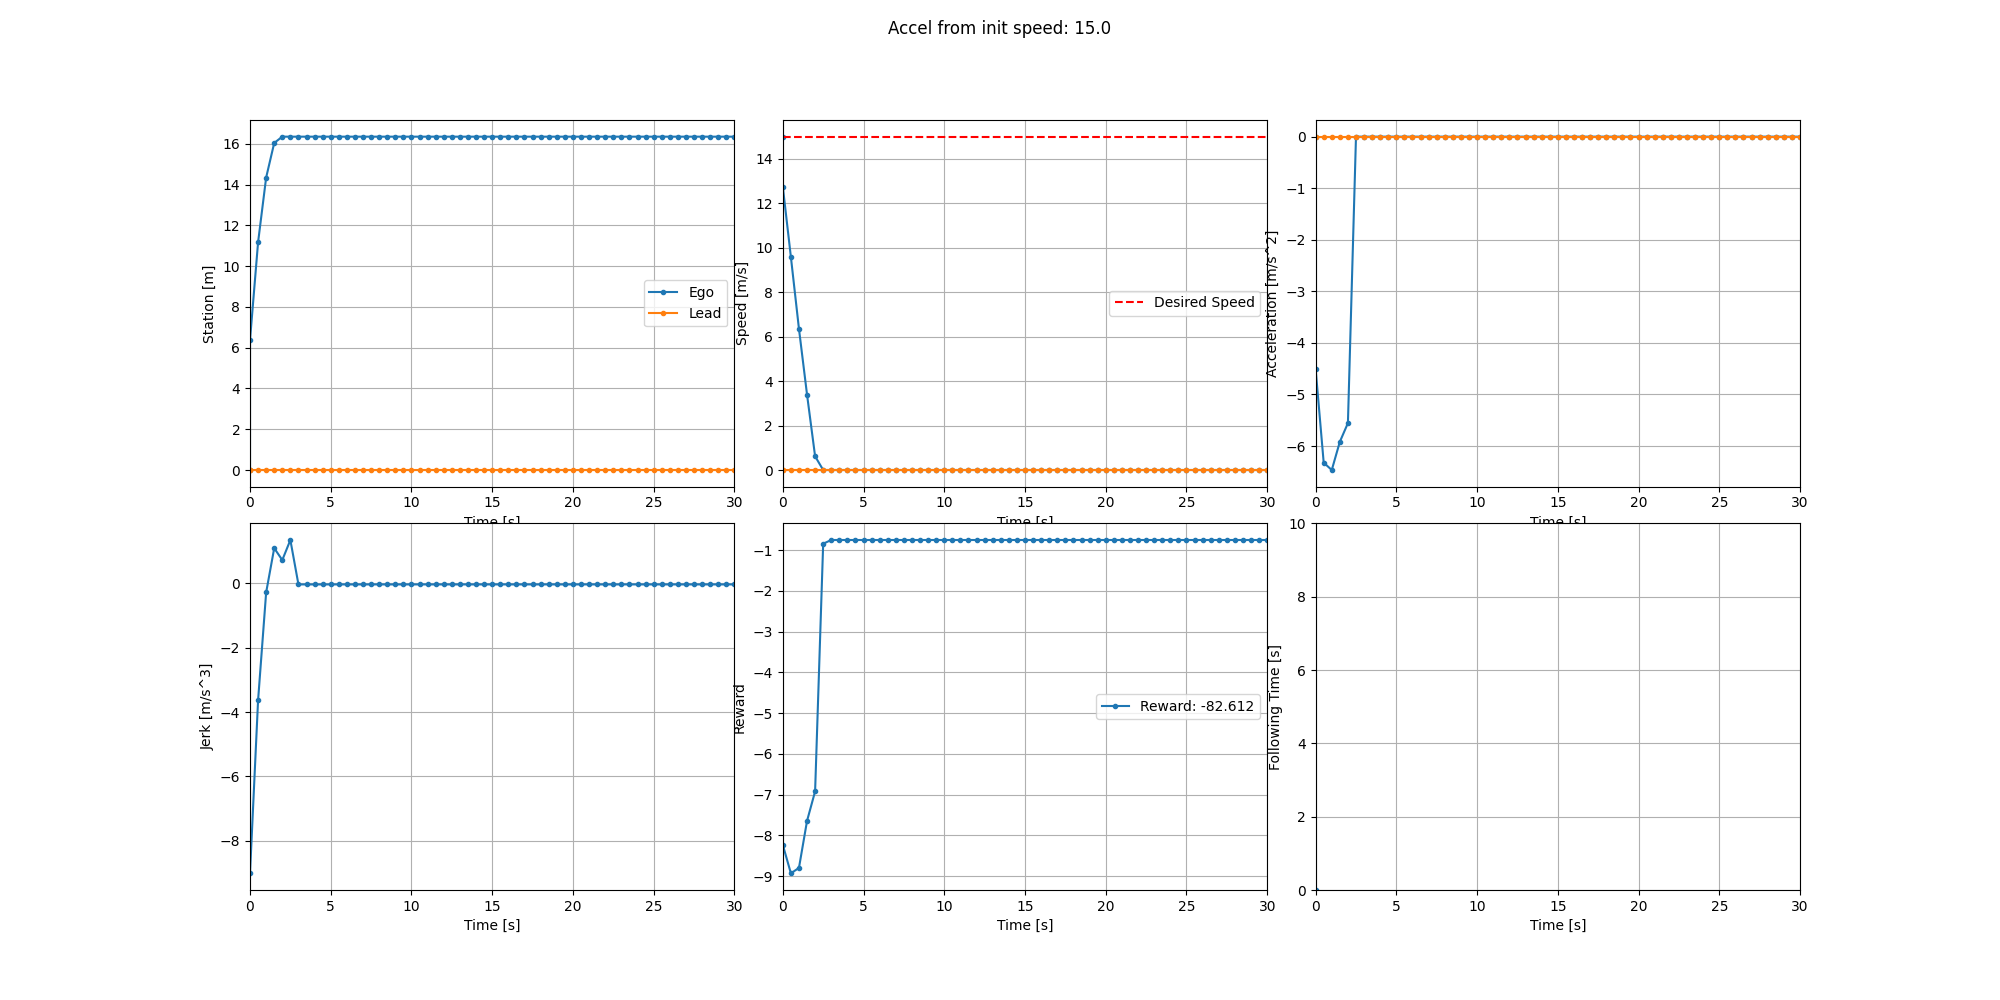 Accel from init speed: 15.0
Station [m]
16
14
12
10
8
6
4
2
0
0 5 10 15 20 25 30
Time [s]
Ego
Lead
Speed [m/s]
14
12
10
8
6
4
2
0
0 5 10 15 20 25 30
Time [s]
Desired Speed
Acceleration [m/s^2]
0
−1
−2
−3
−4
−5
−6
0 5 10 15 20 25 30
Time [s]
Jerk [m/s^3]
0
−2
−4
−6
−8
0 5 10 15 20 25 30
Time [s]
Reward
−1
−2
−3
−4
−5
−6
−7
−8
−9
0 5 10 15 20 25 30
Time [s]
Reward: -82.612
Following Time [s]
10
8
6
4
2
0
0 5 10 15 20 25 30
Time [s]